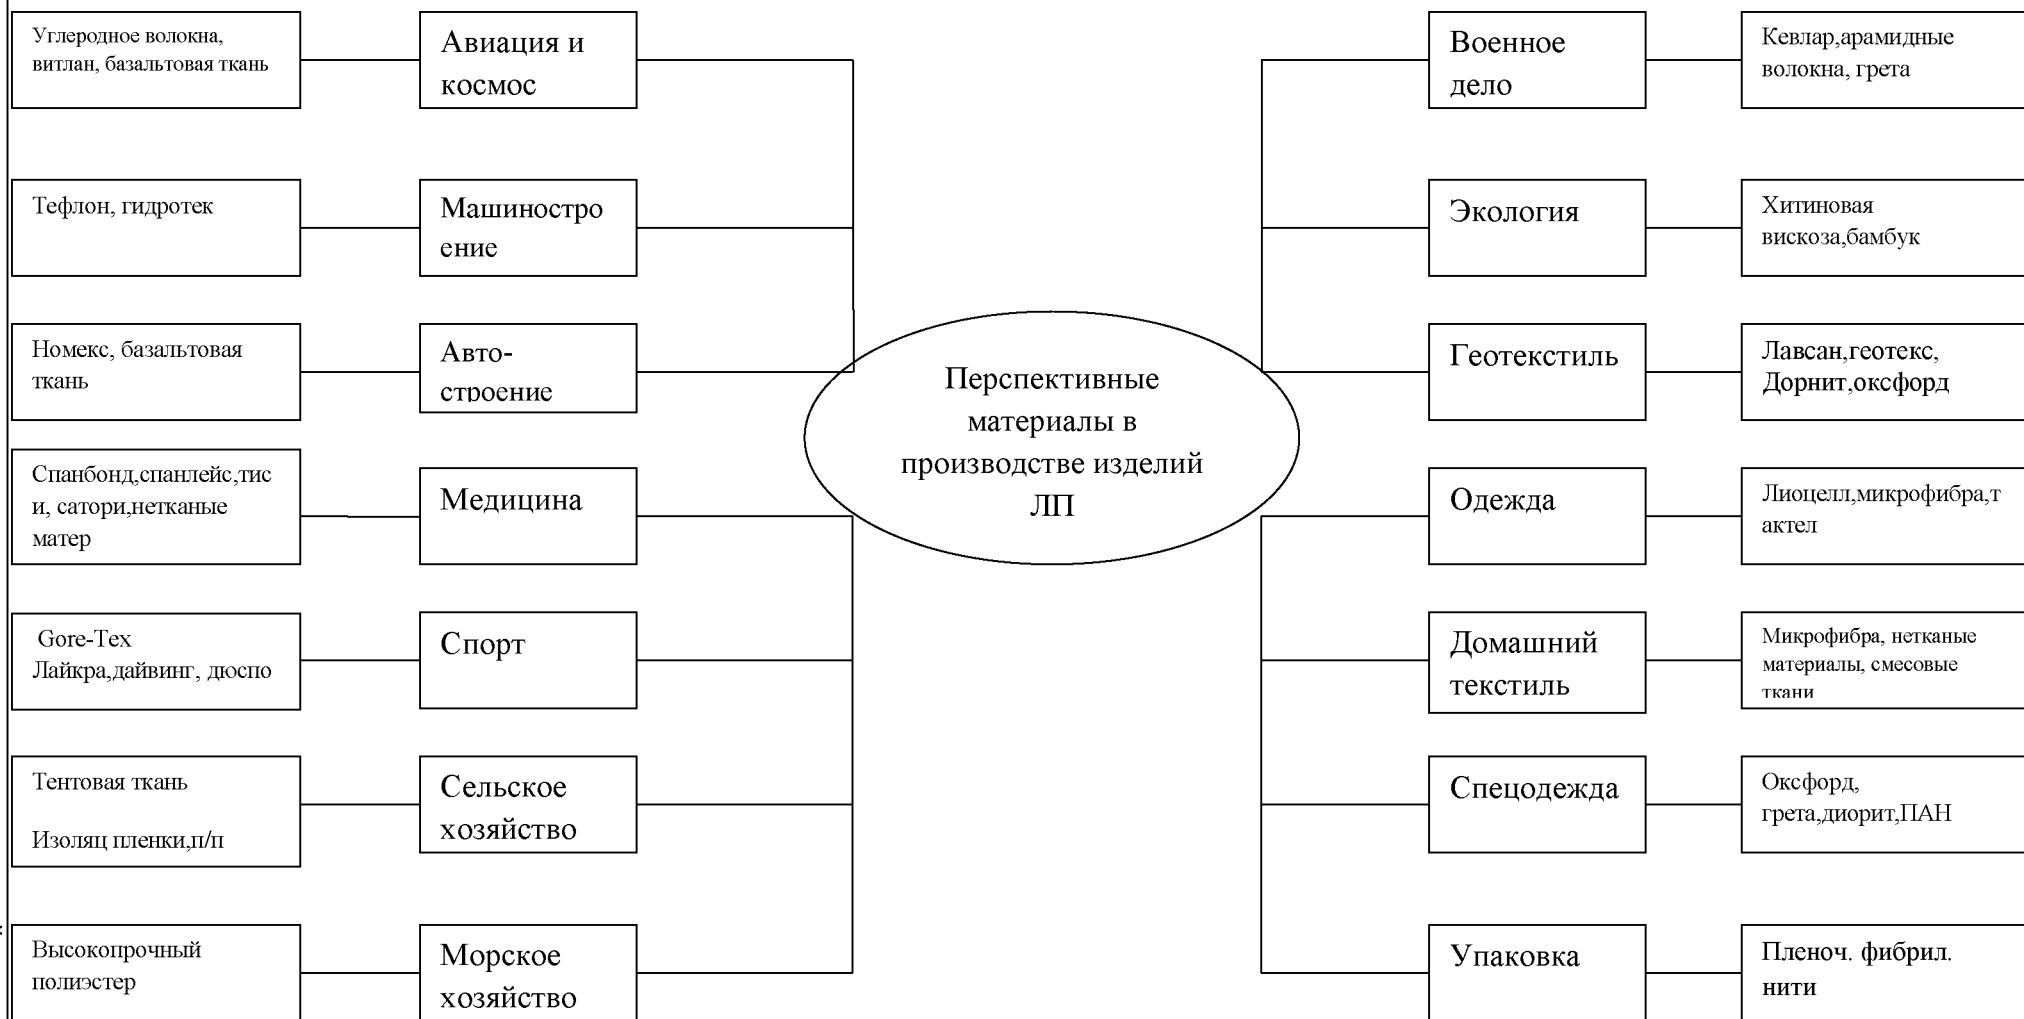 Углеродное волокна,
витлан, базальтовая ткань
Авиация и
космос
Военное
дело
Кевлар,арамидные
волокна, грета
Тефлон, гидротек
Машиностро
ение
Экология
Хитиновая
вискоза,бамбук
Номекс, базальтовая
ткань
Авто-
строение
Перспективные
материалы в
производстве изделий
ЛП
Геотекстиль
Лавсан,геотекс,
Дорнит,оксфорд
Спанбонд,спанлейс,тис
и, сатори,нетканые
матер
Медицина
Одежда
Лиоцелл,микрофибра,т
актел
Gore-Tex
Лайкра,дайвинг, дюспо
Спорт
Домашний
текстиль
Микрофибра, нетканые
материалы, смесовые
ткани
Тентовая ткань
Изоляц пленки,п/п
Сельское
хозяйство
Спецодежда
Оксфорд,
грета,диорит,ПАН
Высокопрочный
полиэстер
Морское
хозяйство
Упаковка
Пленоч. фибрил.
нити